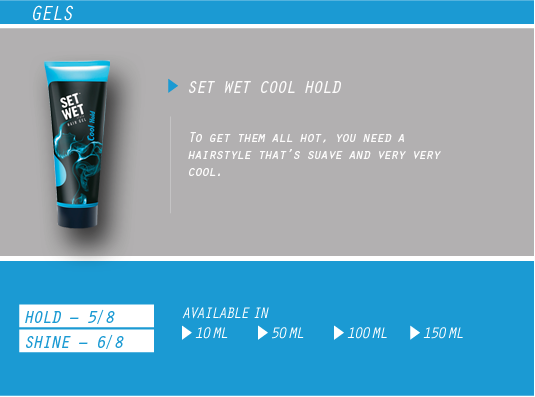 GELS
SET
WET
HAIR GEL
Cool Hold
SET WET COOL HOLD
TO GET THEM ALL HOT, YOU NEED A
HAIRSTYLE THAT'S SUAVE AND VERY VERY
COOL.
HOLD – 5/8
SHINE – 6/8
AVAILABLE IN
10 ML 50 ML 100 ML 150 ML